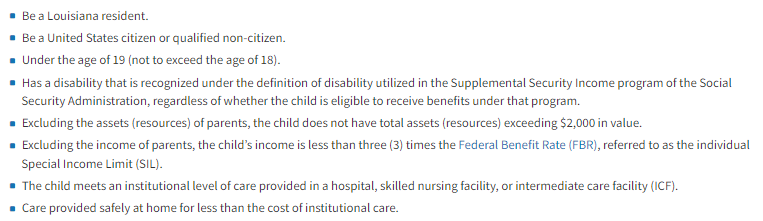 Be a Louisiana resident.
Be a United States citizen or qualified non-citizen.
Under the age of 19 (not to exceed the age of 18).
Has a disability that is recognized under the definition of disability utilized in the Supplemental Security Income program of the Social
Security Administration, regardless of whether the child is eligible to receive benefits under that program.
Excluding the assets (resources) of parents, the child does not have total assets (resources) exceeding $2,000 in value.
Excluding the income of parents, the child's income is less than three (3) times the Federal Benefit Rate (FBR), referred to as the individual
Special Income Limit (SIL).
The child meets an institutional level of care provided in a hospital, skilled nursing facility, or intermediate care facility (ICF).
Care provided safely at home for less than the cost of institutional care.